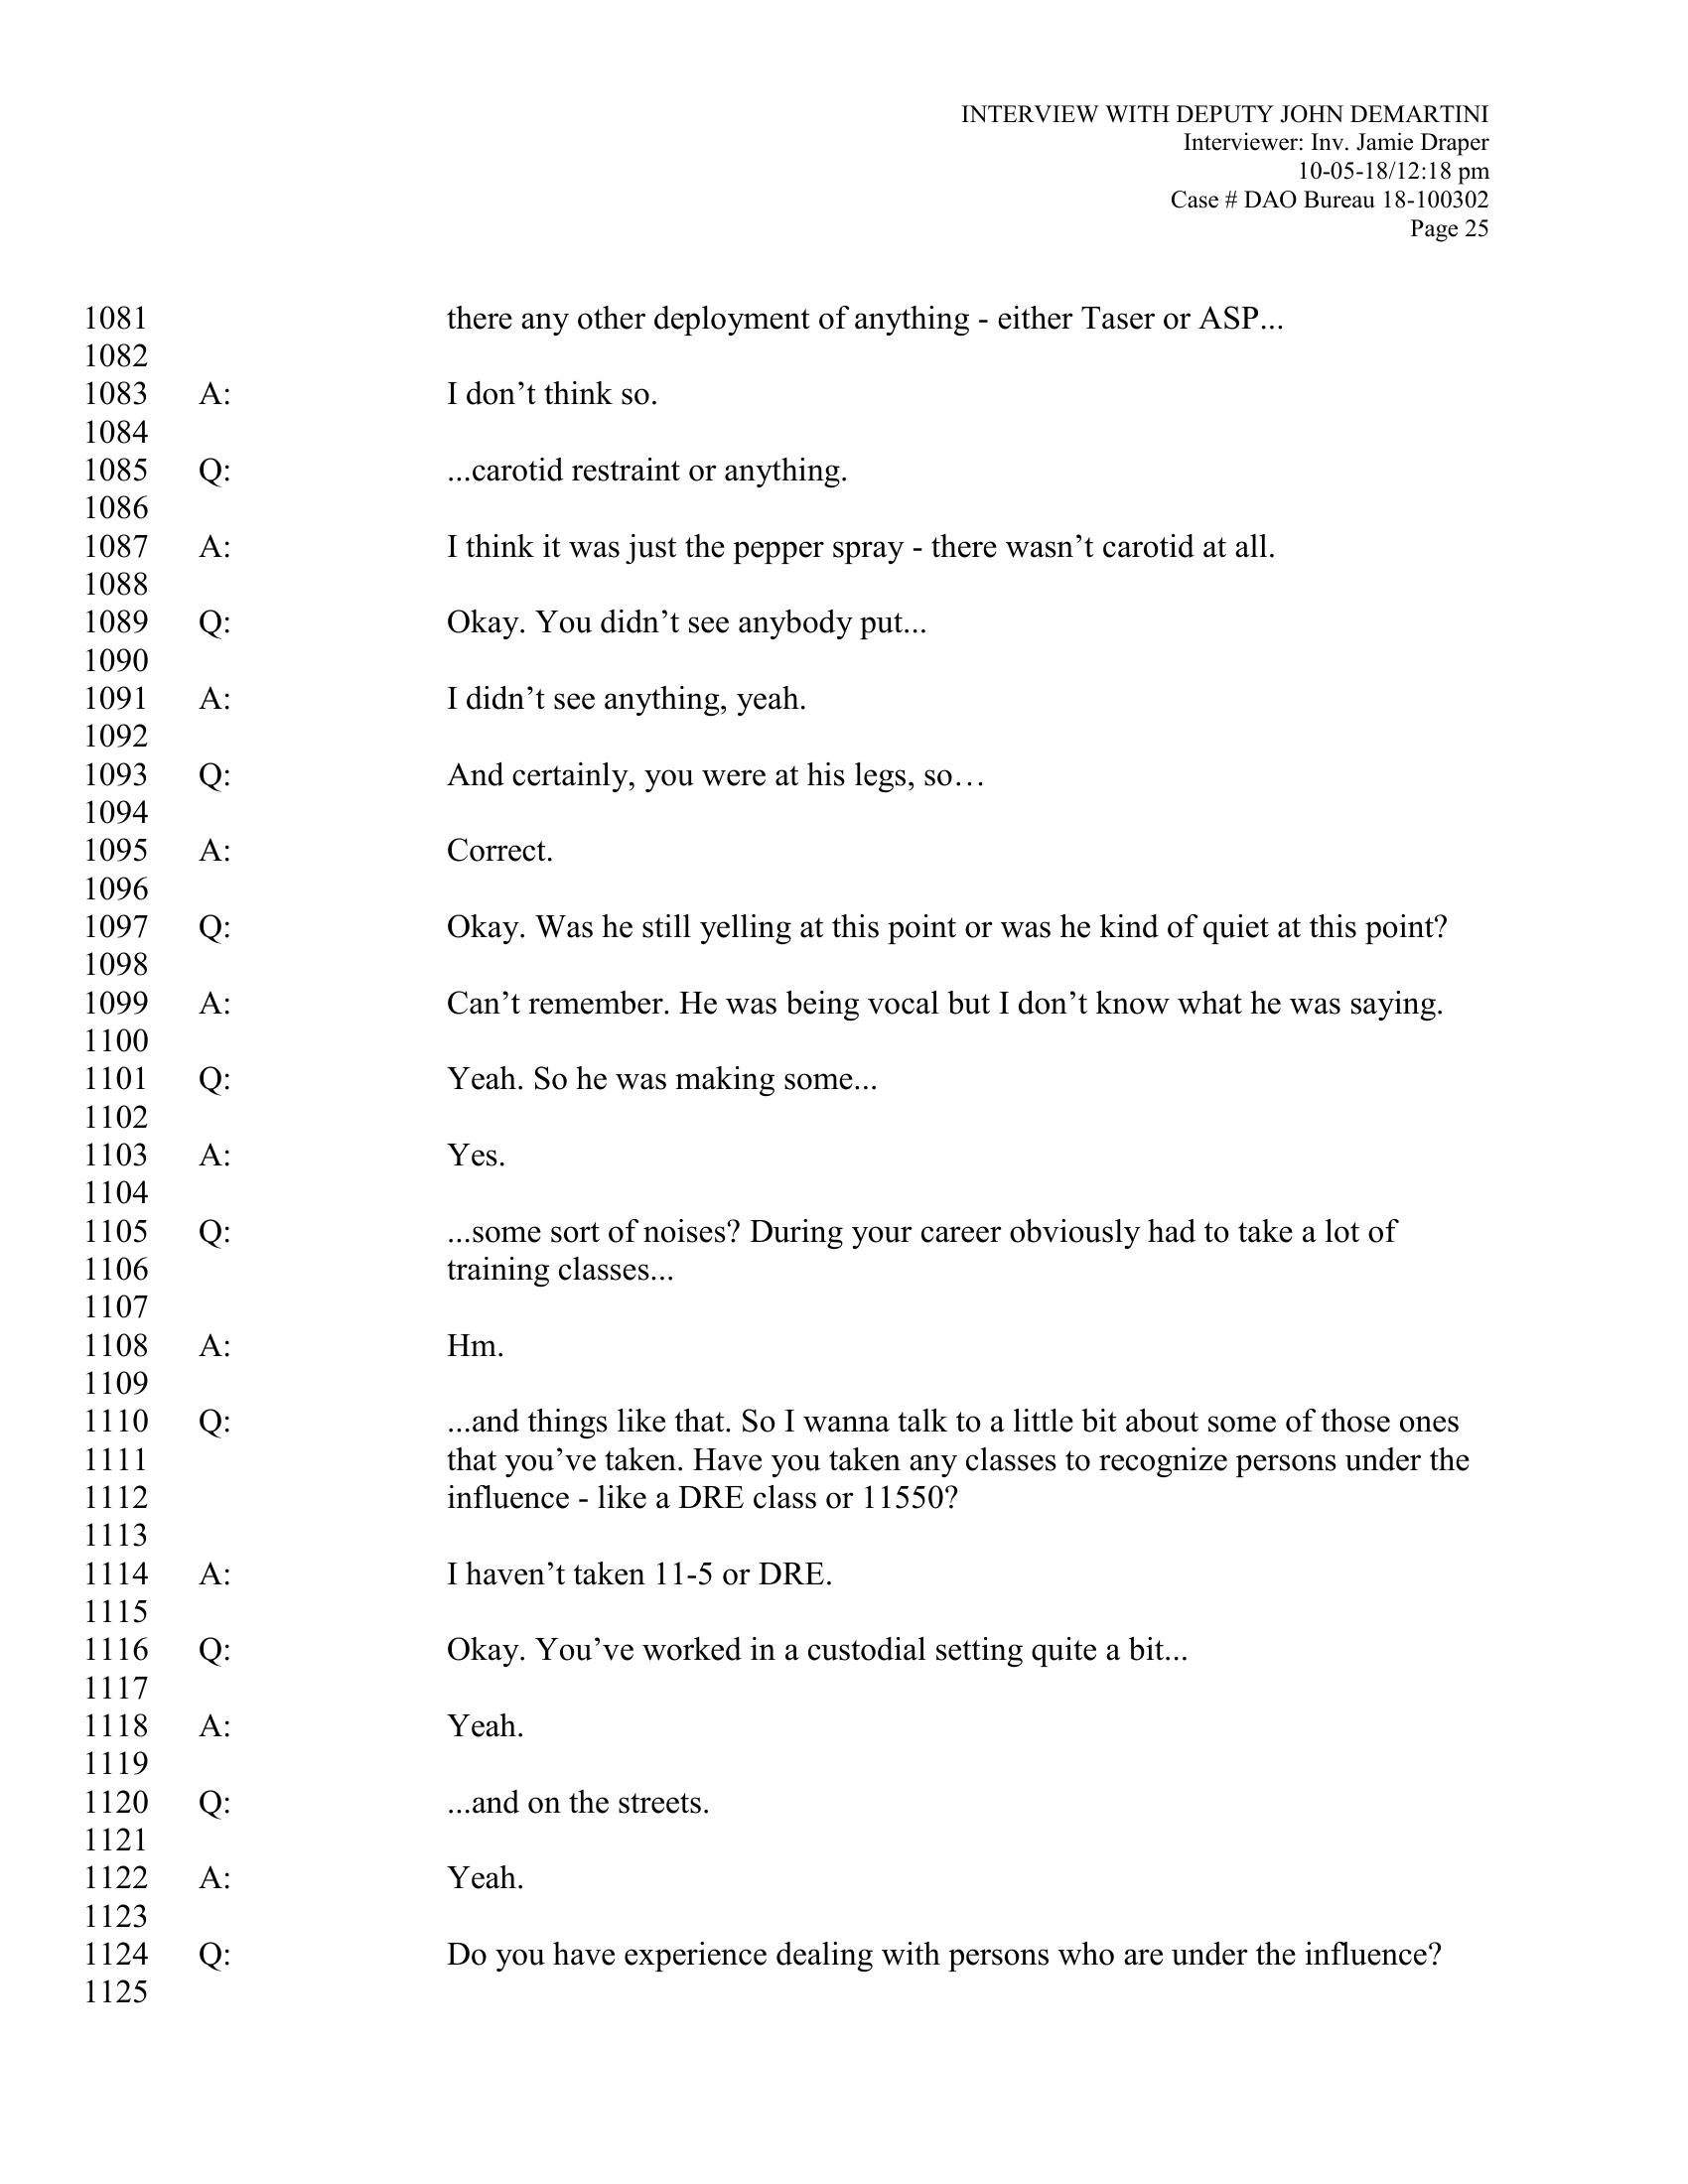 INTERVIEW WITH DEPUTY JOHN DEMARTINI
Interviewer: Inv. Jamie Draper
10-05-18/12:18 pm
Case # DAO Bureau 18-100302
Page 25
1081 there any other deployment of anything - either Taser or ASP...
1082
1083 A: I don’t think so.
1084
1085 Q: ...carotid restraint or anything.
1086
1087 A: I think it was just the pepper spray - there wasn’t carotid at all.
1088
1089 Q: Okay. You didn’t see anybody put...
1090
1091 A: I didn’t see anything, yeah.
1092
1093 Q: And certainly, you were at his legs, so…
1094
1095 A: Correct.
1096
1097 Q: Okay. Was he still yelling at this point or was he kind of quiet at this point?
1098
1099 A: Can’t remember. He was being vocal but I don’t know what he was saying.
1100
1101 Q: Yeah. So he was making some...
1102
1103 A: Yes.
1104
1105 Q: ...some sort of noises? During your career obviously had to take a lot of
1106 training classes...
1107
1108 A: Hm.
1109
1110 Q: ...and things like that. So I wanna talk to a little bit about some of those ones
1111 that you’ve taken. Have you taken any classes to recognize persons under the
1112 influence - like a DRE class or 11550?
1113
1114 A: I haven’t taken 11-5 or DRE.
1115
1116 Q: Okay. You’ve worked in a custodial setting quite a bit...
1117
1118 A: Yeah.
1119
1120 Q: ...and on the streets.
1121
1122 A: Yeah.
1123
1124 Q: Do you have experience dealing with persons who are under the influence?
1125